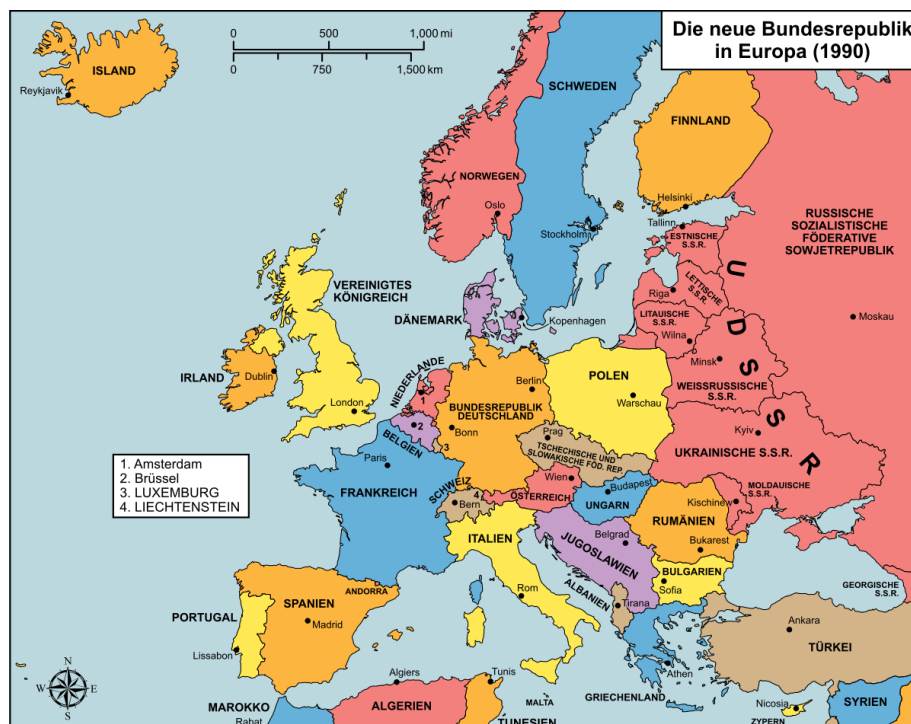 Die neue Bundesrepublik
in Europa (1990)
0 500 1,000 mi
0 750 1,500 km
ISLAND
Reykjavik
SCHWEDEN
FINNLAND
NORWEGEN
Helsinki
Oslo
Tallinn
Stockholm
ESTNISCHE
S.S.R.
RUSSISCHE
SOZIALISTISCHE
FÖDERATIVE
SOWJETREPUBLIK
UDSSR
LETTISCHE
S.S.R.
Riga
VEREINIGTES
KÖNIGREICH
DÄNEMARK
Kopenhagen
LITAUISCHE
S.S.R.
Wilna
Moskau
Minsk
WEISSRUSSISCHE
S.S.R.
IRLAND
Dublin
NIEDERLANDE
1
London
Berlin
BUNDESREPUBLIK
DEUTSCHLAND
Bonn
POLEN
Warschau
2
BELGIEN
3
Prag
TSCHECHISCHE UND
SLOWAKISCHE FÖD. REP.
Kyiv
UKRAINISCHE S.S.R.
1. Amsterdam
2. Brüssel
3. LUXEMBURG
4. LIECHTENSTEIN
Paris
FRANKREICH
SCHWEIZ
Bern
4
Wien
ÖSTERREICH
Budapest
UNGARN
MOLDAUISCHE
S.S.R.
Kischinew
RUMÄNIEN
Bukarest
ITALIEN
JUGOSLAWIEN
Belgrad
BULGARIEN
Sofia
GEORGISCHE
S.S.R.
ANDORRA
SPANIEN
Madrid
PORTUGAL
Lissabon
Rom
ALBANIEN
Tirana
Ankara
TÜRKEI
GRIECHENLAND
Athen
N
W E
S
Algiers
Tunis
MAROKKO
Rabat
ALGERIEN
TUNESIEN
MALTA
Nicosia
ZYPERN
SYRIEN